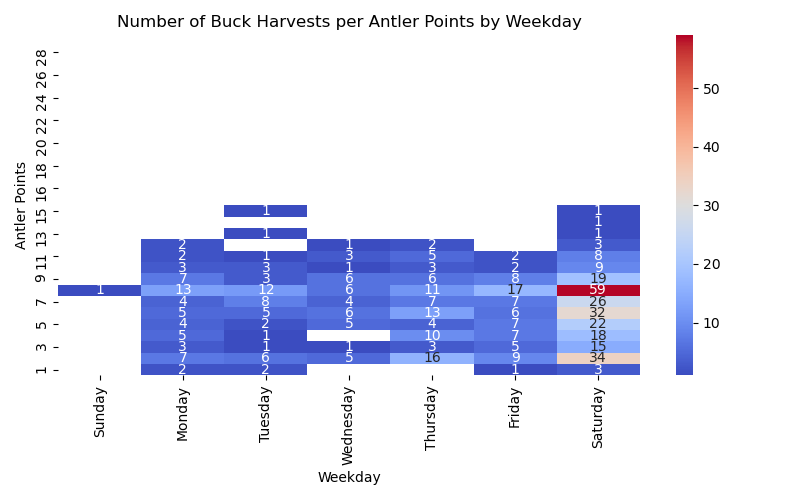 Number of Buck Harvests per Antler Points by Weekday
Antler Points
28
26
24
22
20
18
16
15 1 1
1
13 1 1
2 1 2 3
11 2 1 3 5 2 8
3 3 1 3 2 9
9 7 3 6 6 8 19
1 13 12 6 11 17 59
7 4 8 4 7 7 26
5 5 6 13 6 32
5 4 2 5 4 7 22
5 1 10 7 18
3 3 1 1 3 5 15
7 6 5 16 9 34
1 2 2 1 3
Sunday
Monday
Tuesday
Wednesday
Thursday
Friday
Saturday
Weekday
50
40
30
20
10